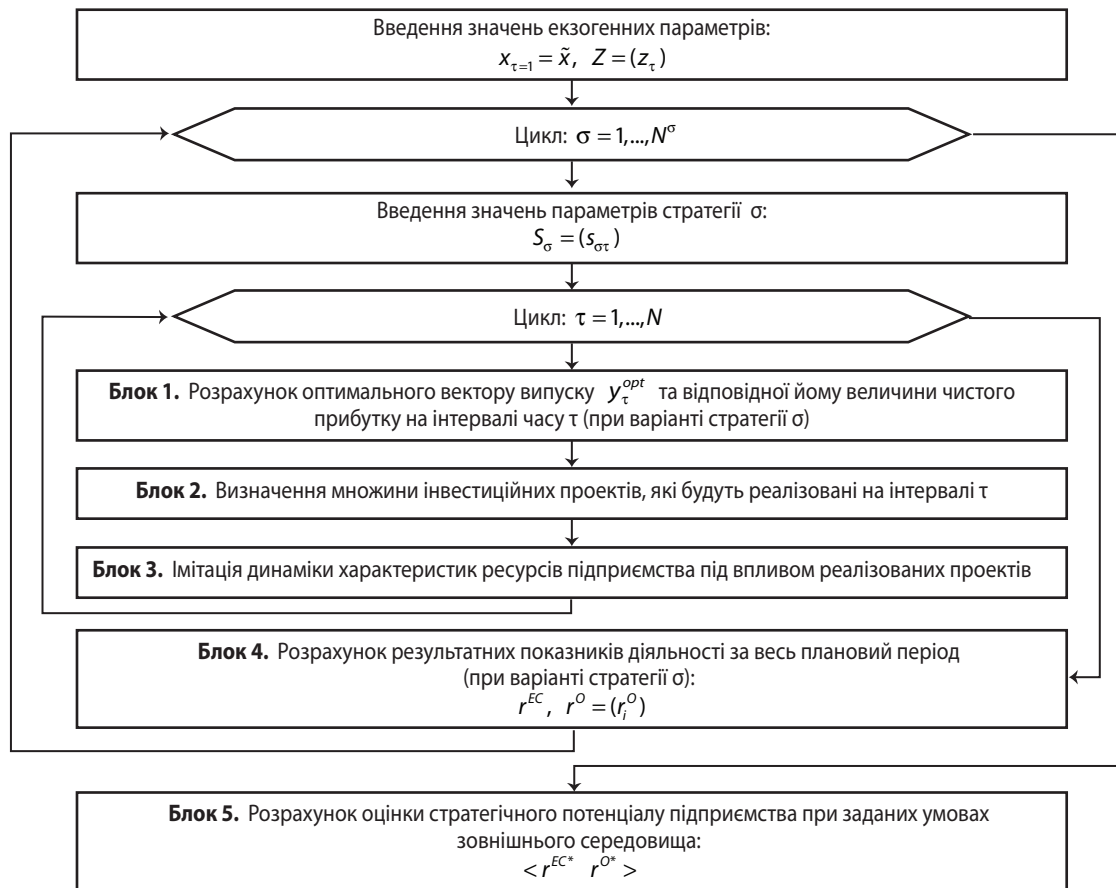 Введення значень екзогенних параметрів:
x_{τ=1} = x̃, Z = (z_τ)
Цикл: σ = 1,...,N^σ
Введення значень параметрів стратегії σ:
S_σ = (s_{στ})
Цикл: τ = 1,...,N
Блок 1. Розрахунок оптимального вектору випуску y_τ^{opt} та відповідної йому величини чистого
прибутку на інтервалі часу τ (при варіанті стратегії σ)
Блок 2. Визначення множини інвестиційних проектів, які будуть реалізовані на інтервалі τ
Блок 3. Імітація динаміки характеристик ресурсів підприємства під впливом реалізованих проектів
Блок 4. Розрахунок результатних показників діяльності за весь плановий період
(при варіанті стратегії σ):
r^{EC}, r^O = (r_i^O)
Блок 5. Розрахунок оцінки стратегічного потенціалу підприємства при заданих умовах
зовнішнього середовища:
< r^{EC*} r^{O*} >